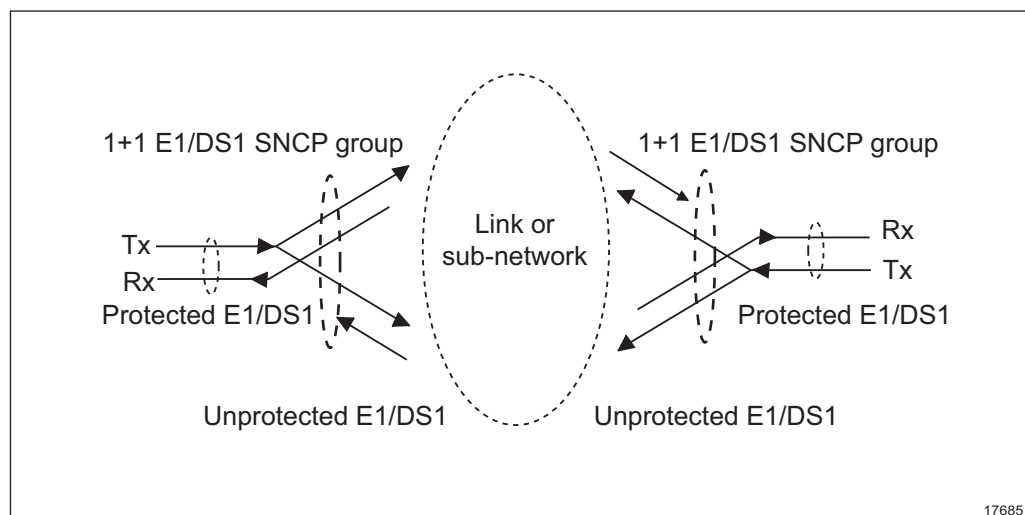 1+1 E1/DS1 SNCP group
1+1 E1/DS1 SNCP group
Link or
sub-network
Tx
Rx
Protected E1/DS1
Rx
Tx
Protected E1/DS1
Unprotected E1/DS1
Unprotected E1/DS1
17685